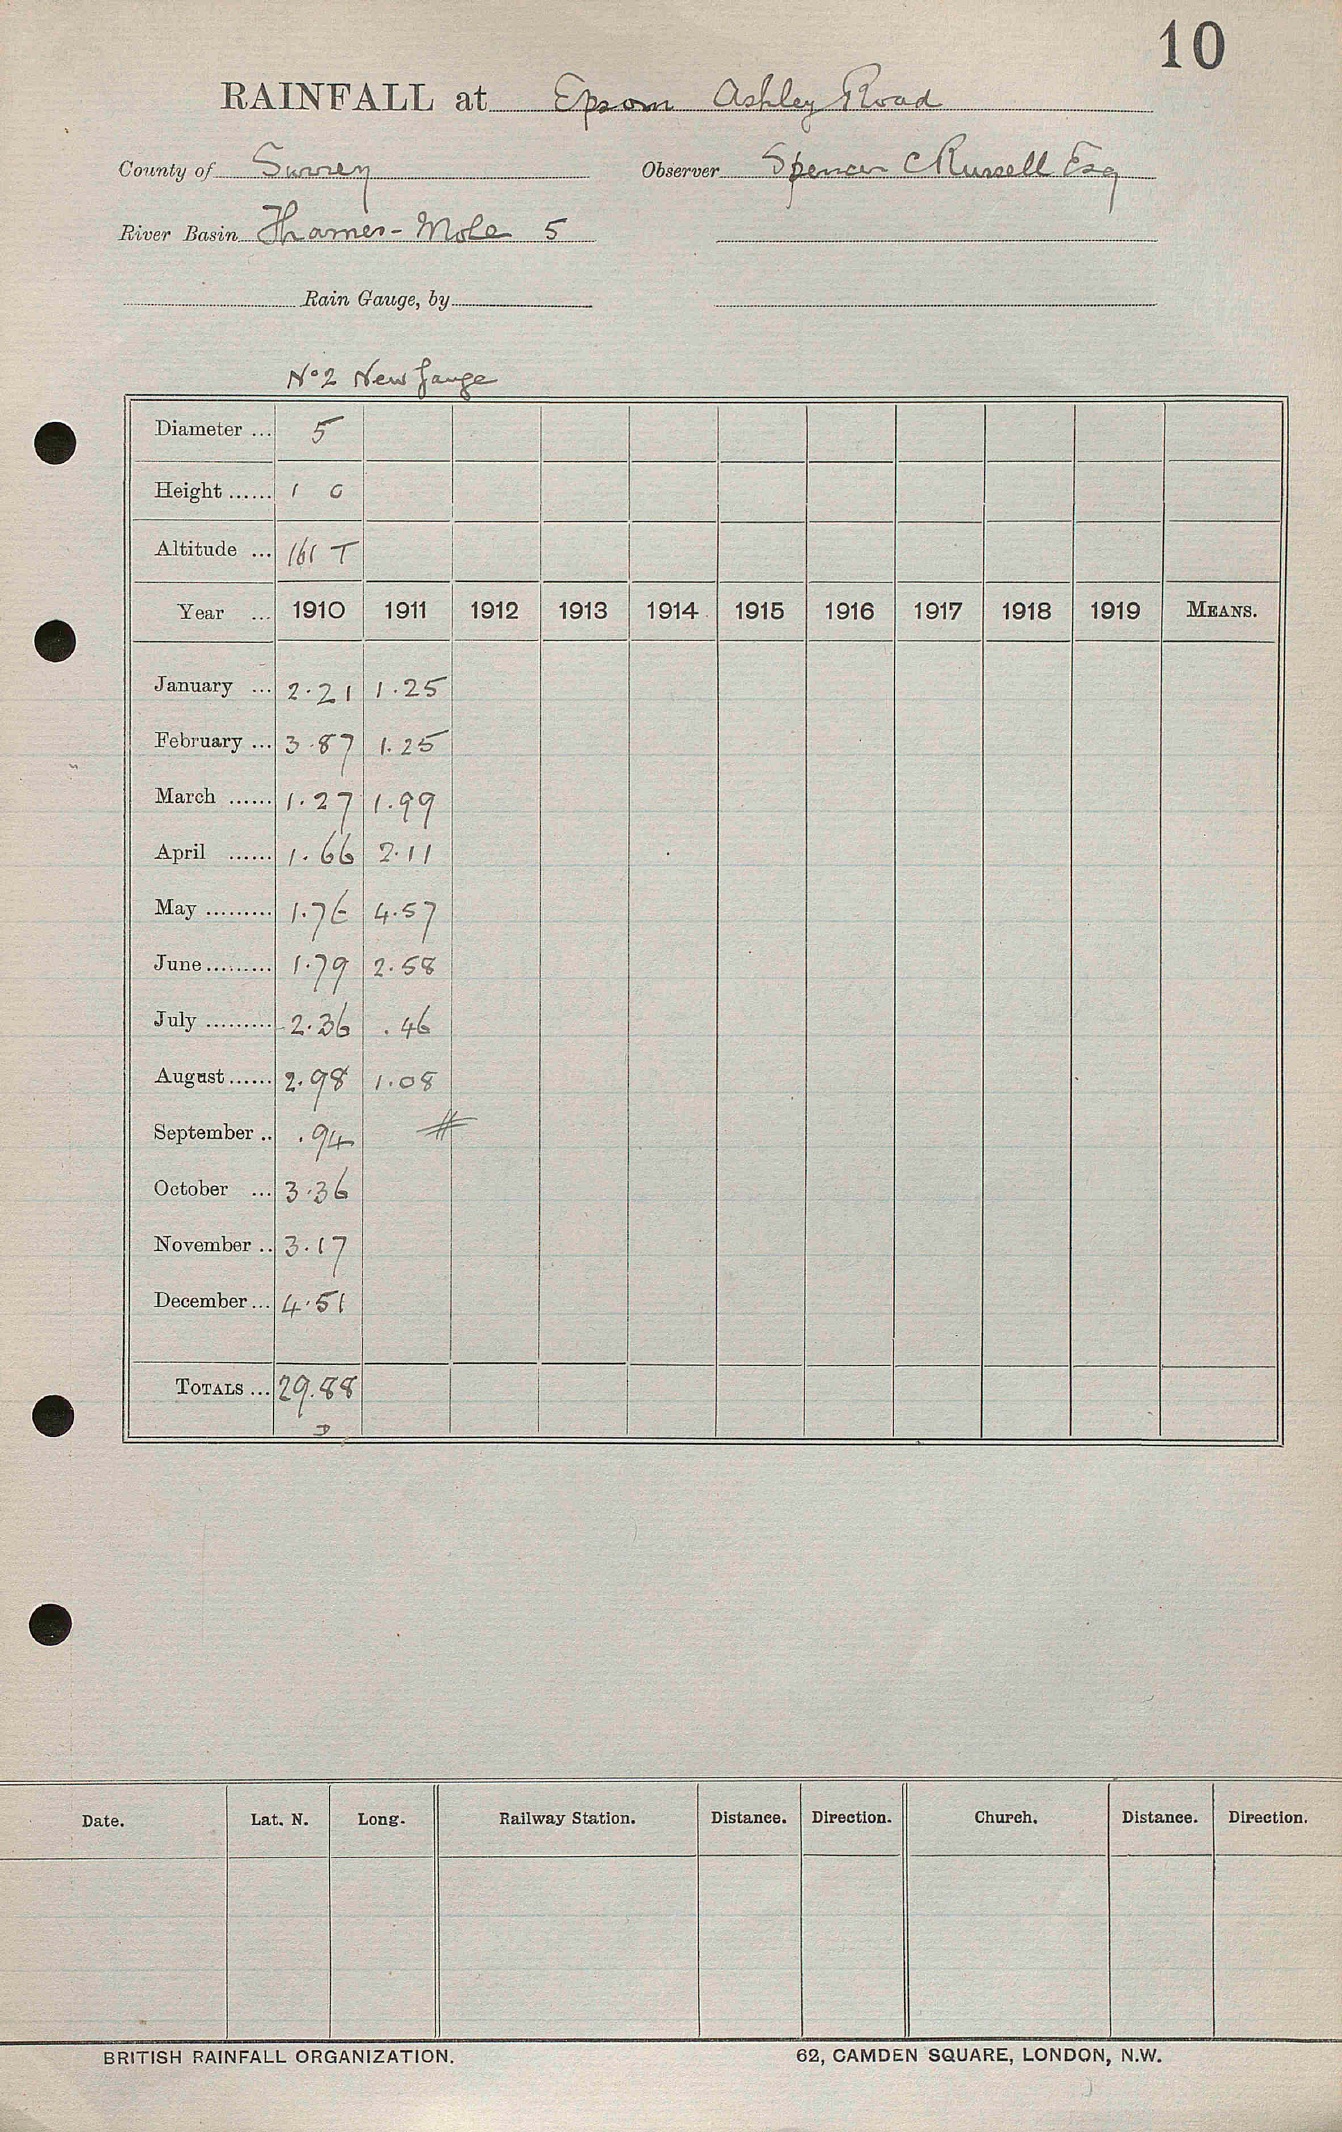 10
RAINFALL at Epsom Ashley Road
County of Surrey Observer Spencer C Russell Esq
River Basin Thames - Mole 5
Rain Gauge, by
No 2 New Gauge
Diameter ... 5
Height ...... 1 0
Altitude ... 161 T
Year ... 1910 1911 1912 1913 1914 1915 1916 1917 1918 1919 MEANS.
January ... 2.21 1.25
February ... 3.87 1.25
March ...... 1.27 1.99
April ...... 1.66 2.11
May ......... 1.76 4.57
June ......... 1.79 2.58
July ......... 2.36 .46
August ...... 2.98 1.08
September .. .94 #
October ... 3.36
November .. 3.17
December ... 4.51
TOTALS ... 29.88
D
Date. Lat. N. Long. Railway Station. Distance. Direction. Church. Distance. Direction.
BRITISH RAINFALL ORGANIZATION. 62, CAMDEN SQUARE, LONDON, N.W.